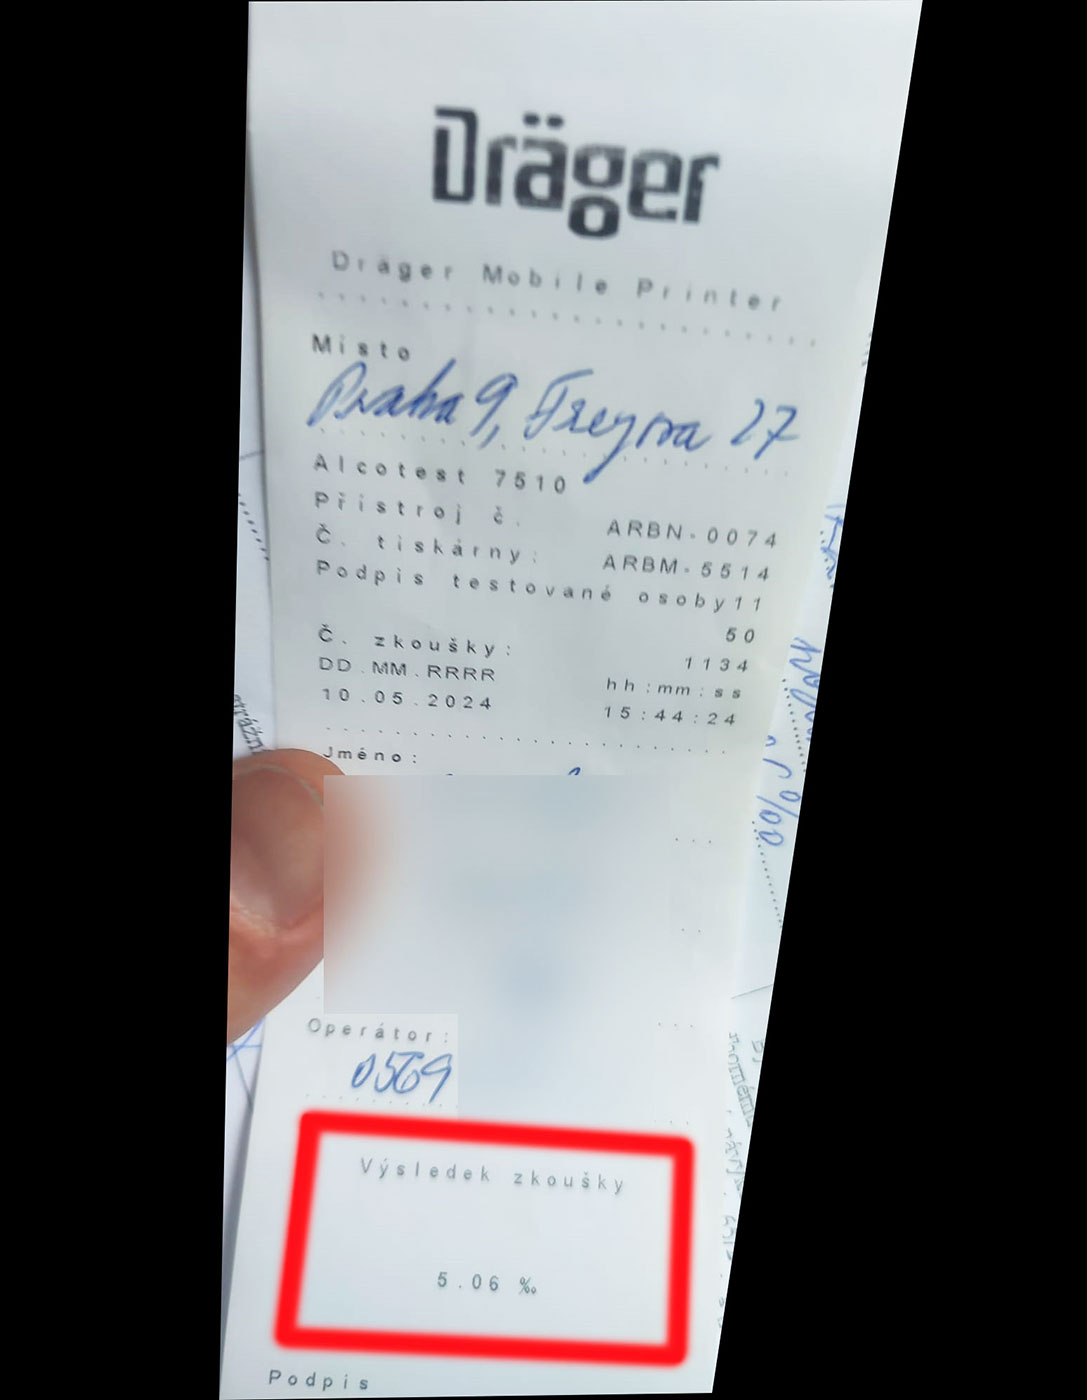 Dräger
Dräger Mobile Printer
Místo
Praha 9, Freyova 27
Alcotest 7510
Přístroj č. ARBN-0074
Č. tiskárny: ARBM-5514
Podpis testované osoby11
50
Č. zkoušky: 1134
DD.MM.RRRR hh:mm:ss
10.05.2024 15:44:24
Jméno:
Operátor:
0569
Výsledek zkoušky
5.06 ‰
Podpis